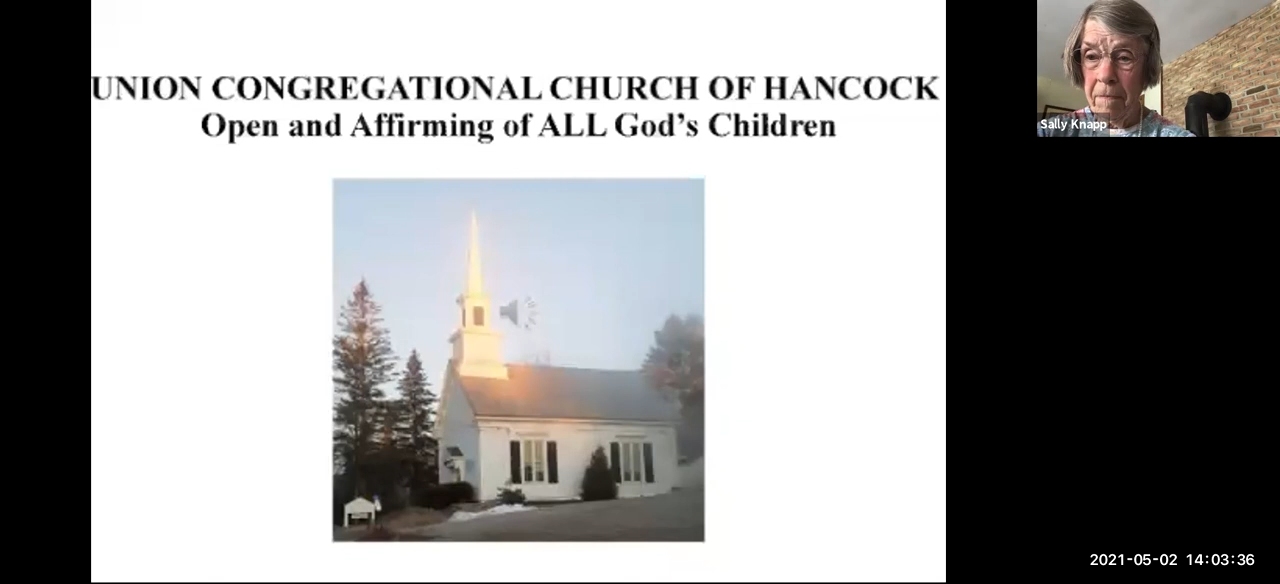 UNION CONGREGATIONAL CHURCH OF HANCOCK
Open and Affirming of ALL God's Children
Sally Knapp
2021-05-02 14:03:36